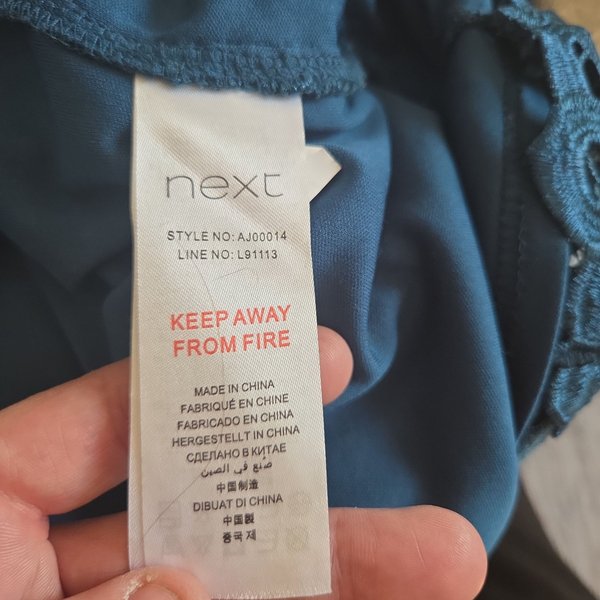 next
STYLE NO: AJ00014
LINE NO: L91113
KEEP AWAY
FROM FIRE
MADE IN CHINA
FABRIQUÉ EN CHINE
FABRICADO EN CHINA
HERGESTELLT IN CHINA
СДЕЛАНО В КИТАЕ
صُنع في الصين
中国制造
DIBUAT DI CHINA
中國製
중국 제